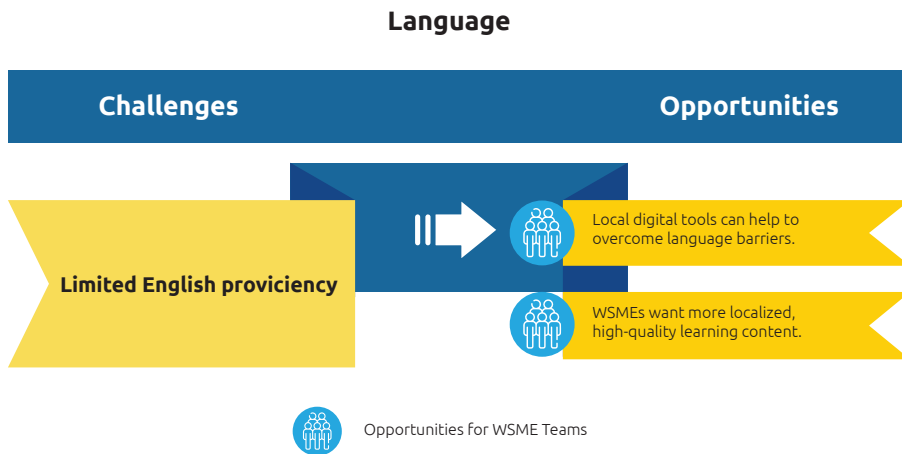 Language
Challenges
Opportunities
Limited English proviciency
Local digital tools can help to
overcome language barriers.
WSMEs want more localized,
high-quality learning content.
Opportunities for WSME Teams